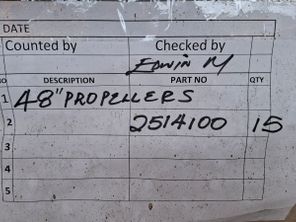 DATE
Counted by Checked by
Edwin M
NO DESCRIPTION PART NO QTY
1 48" PROPELLERS
2 2514100 15
3
4
5